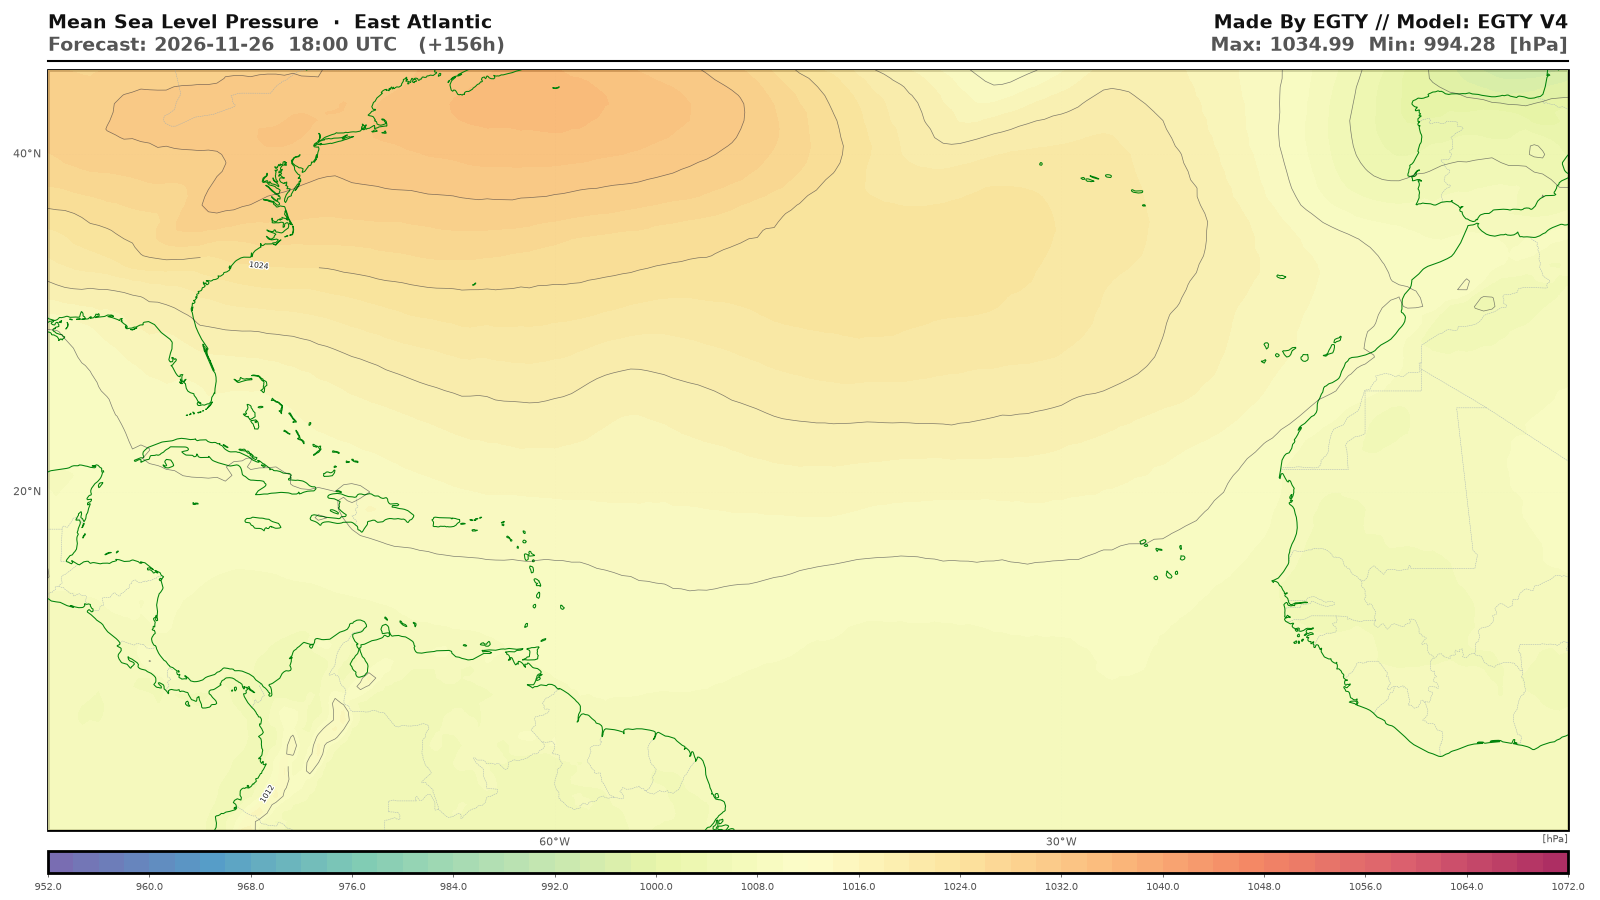 Mean Sea Level Pressure · East Atlantic
Made By EGTY // Model: EGTY V4
Forecast: 2026-11-26 18:00 UTC (+156h)
Max: 1034.99 Min: 994.28 [hPa]
40°N
1024
20°N
1012
60°W
30°W
[hPa]
952.0 960.0 968.0 976.0 984.0 992.0 1000.0 1008.0 1016.0 1024.0 1032.0 1040.0 1048.0 1056.0 1064.0 1072.0